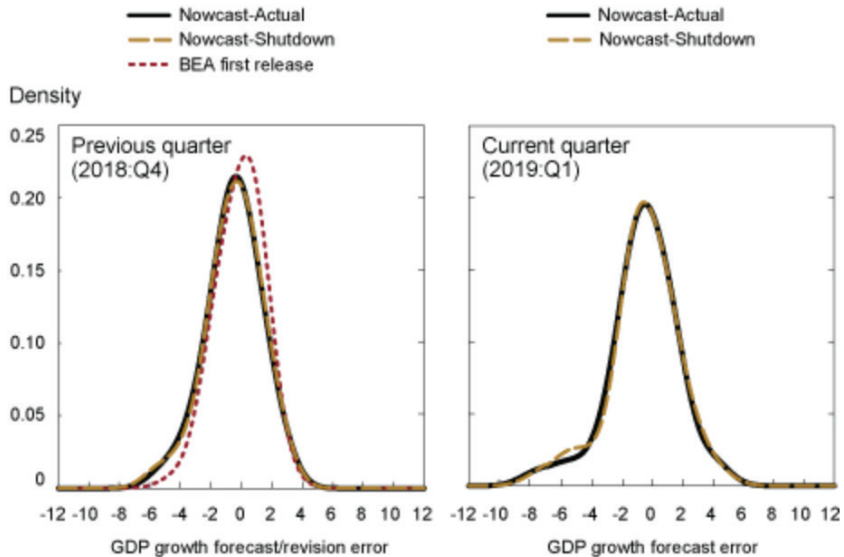 Nowcast-Actual
Nowcast-Shutdown
BEA first release
Nowcast-Actual
Nowcast-Shutdown
Density
Previous quarter
(2018:Q4)
0.25
0.20
0.15
0.10
0.05
0
-12 -10 -8 -6 -4 -2 0 2 4 6 8 10 12
GDP growth forecast/revision error
Current quarter
(2019:Q1)
-12 -10 -8 -6 -4 -2 0 2 4 6 8 10 12
GDP growth forecast error